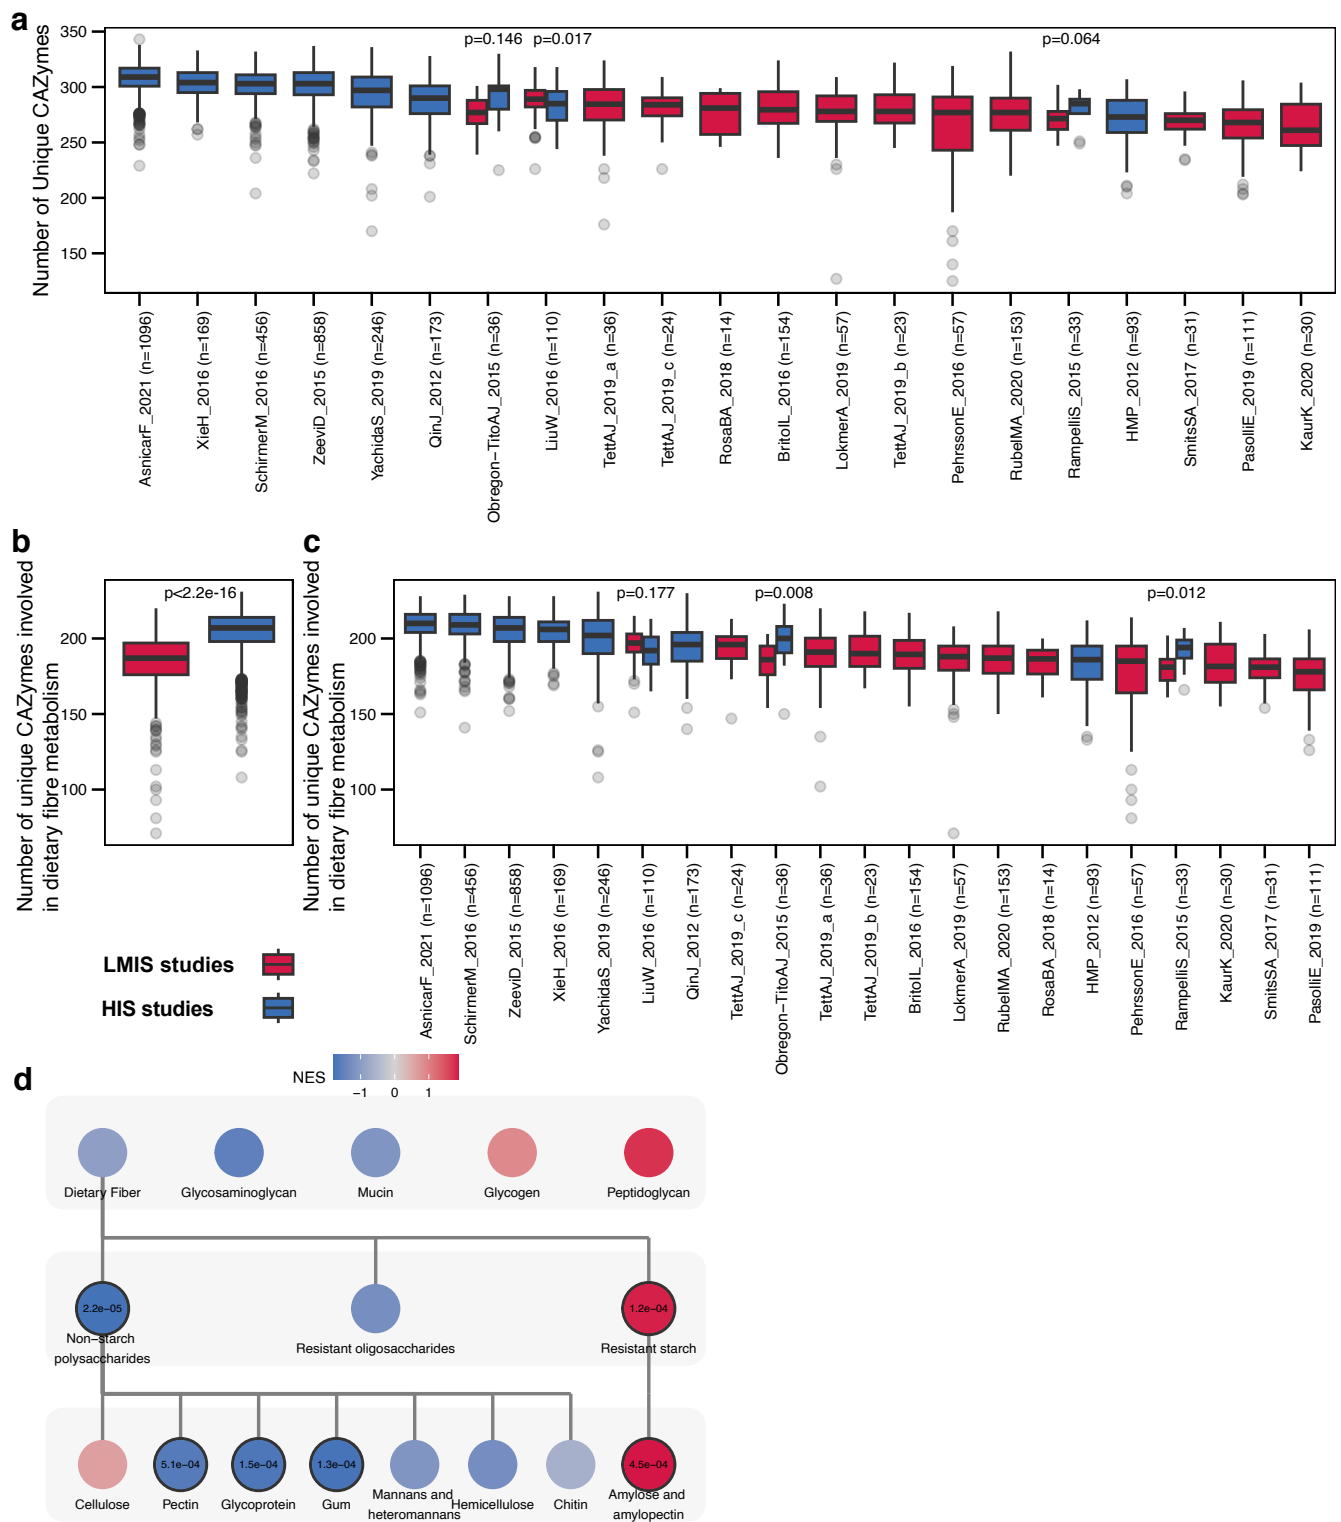 a
Number of Unique CAZymes
350
300
250
200
150
p=0.146
p=0.017
p=0.064
AsnicarF_2021 (n=1096)
XieH_2016 (n=169)
SchirmerM_2016 (n=456)
ZeeviD_2015 (n=858)
YachidaS_2019 (n=246)
QinJ_2012 (n=173)
Obregon−TitoAJ_2015 (n=36)
LiuW_2016 (n=110)
TettAJ_2019_a (n=36)
TettAJ_2019_c (n=24)
RosaBA_2018 (n=14)
BritoIL_2016 (n=154)
LokmerA_2019 (n=57)
TettAJ_2019_b (n=23)
PehrssonE_2016 (n=57)
RubelMA_2020 (n=153)
RampelliS_2015 (n=33)
HMP_2012 (n=93)
SmitsSA_2017 (n=31)
PasolliE_2019 (n=111)
KaurK_2020 (n=30)
b
Number of unique CAZymes involved
in dietary fibre metabolism
200
150
100
p<2.2e-16
c
Number of unique CAZymes involved
in dietary fibre metabolism
200
150
100
p=0.177
p=0.008
p=0.012
AsnicarF_2021 (n=1096)
SchirmerM_2016 (n=456)
ZeeviD_2015 (n=858)
XieH_2016 (n=169)
YachidaS_2019 (n=246)
LiuW_2016 (n=110)
QinJ_2012 (n=173)
TettAJ_2019_c (n=24)
Obregon−TitoAJ_2015 (n=36)
TettAJ_2019_a (n=36)
TettAJ_2019_b (n=23)
BritoIL_2016 (n=154)
LokmerA_2019 (n=57)
RubelMA_2020 (n=153)
RosaBA_2018 (n=14)
HMP_2012 (n=93)
PehrssonE_2016 (n=57)
RampelliS_2015 (n=33)
KaurK_2020 (n=30)
SmitsSA_2017 (n=31)
PasolliE_2019 (n=111)
LMIS studies
HIS studies
d
NES
−1 0 1
Dietary Fiber
Glycosaminoglycan
Mucin
Glycogen
Peptidoglycan
2.2e−05
1.2e−04
Non−starch
polysaccharides
Resistant oligosaccharides
Resistant starch
5.1e−04
1.5e−04
1.3e−04
4.5e−04
Cellulose
Pectin
Glycoprotein
Gum
Mannans and
heteromannans
Hemicellulose
Chitin
Amylose and
amylopectin